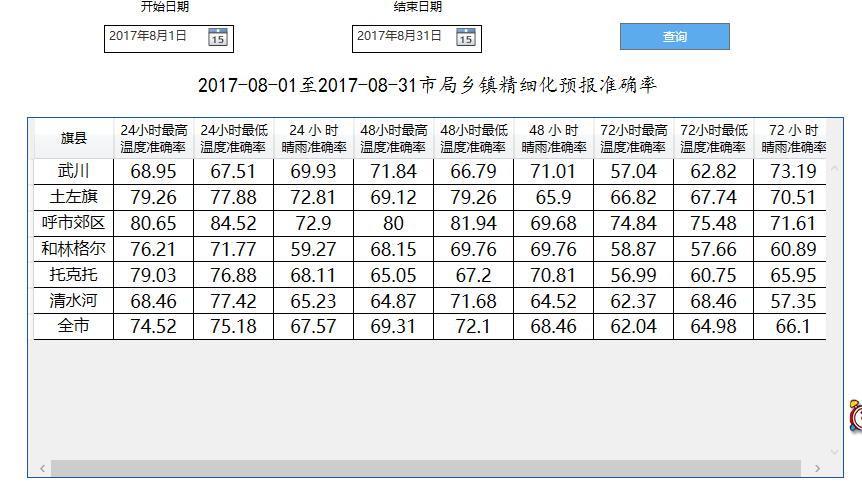 开始日期 结束日期
2017年8月1日 15 2017年8月31日 15 查询
2017-08-01至2017-08-31市局乡镇精细化预报准确率
旗县 24小时最高 24小时最低 24 小 时 48小时最高 48小时最低 48 小 时 72小时最高 72小时最低 72 小 时
温度准确率 温度准确率 晴雨准确率 温度准确率 温度准确率 晴雨准确率 温度准确率 温度准确率 晴雨准确率
武川 68.95 67.51 69.93 71.84 66.79 71.01 57.04 62.82 73.19
土左旗 79.26 77.88 72.81 69.12 79.26 65.9 66.82 67.74 70.51
呼市郊区 80.65 84.52 72.9 80 81.94 69.68 74.84 75.48 71.61
和林格尔 76.21 71.77 59.27 68.15 69.76 69.76 58.87 57.66 60.89
托克托 79.03 76.88 68.11 65.05 67.2 70.81 56.99 60.75 65.95
清水河 68.46 77.42 65.23 64.87 71.68 64.52 62.37 68.46 57.35
全市 74.52 75.18 67.57 69.31 72.1 68.46 62.04 64.98 66.1